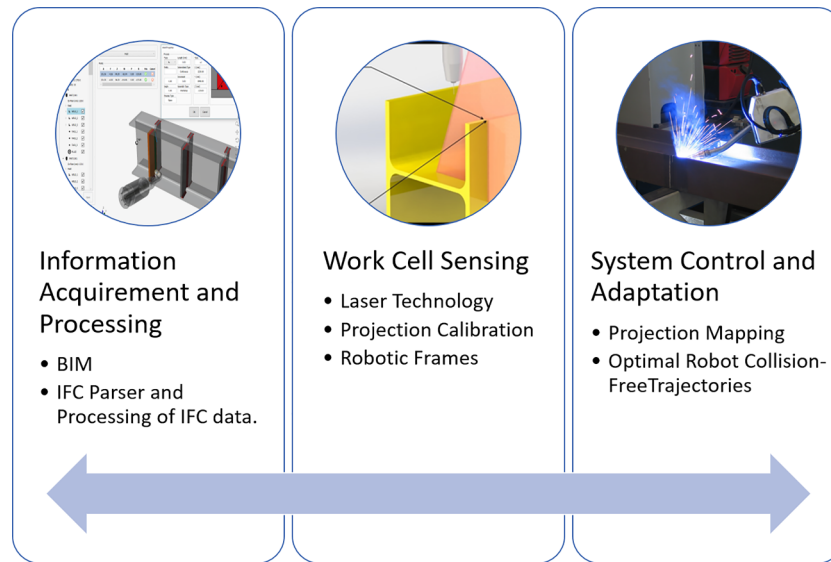 Information
Acquirement and
Processing
• BIM
• IFC Parser and
Processing of IFC data.
Work Cell Sensing
• Laser Technology
• Projection Calibration
• Robotic Frames
System Control and
Adaptation
• Projection Mapping
• Optimal Robot Collision-
FreeTrajectories